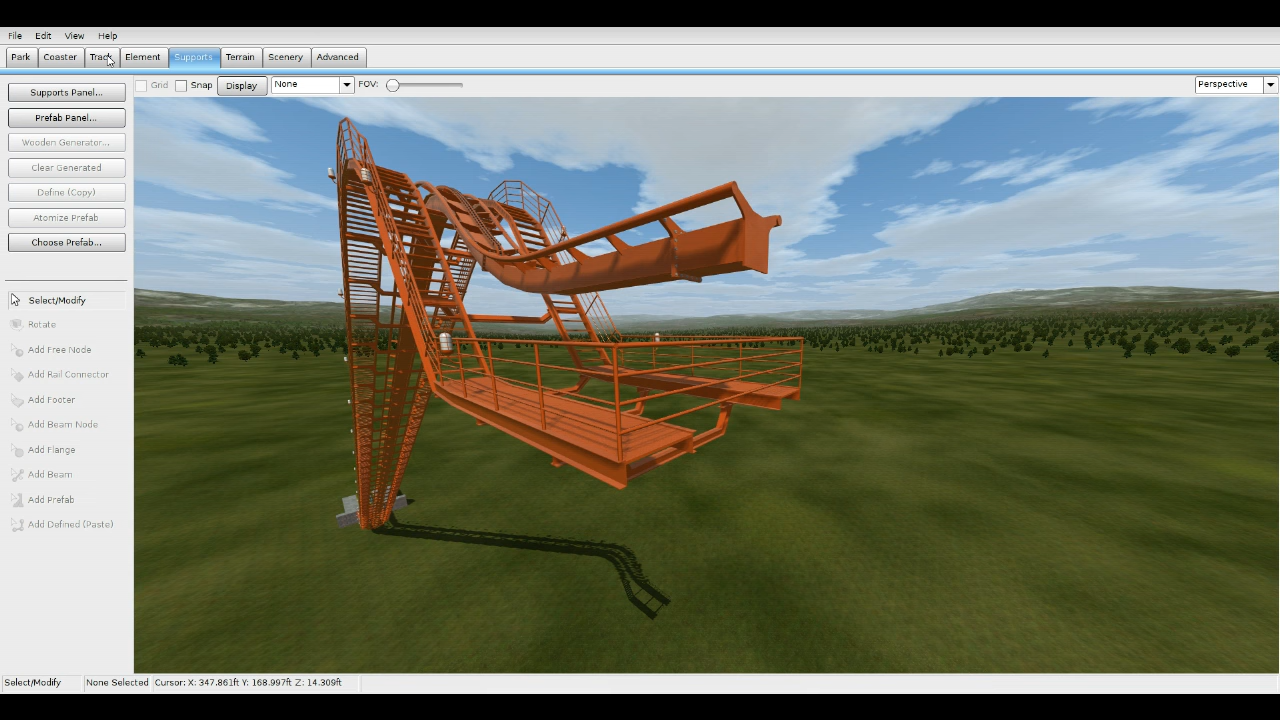 File Edit View Help
Park Coaster Track Element Supports Terrain Scenery Advanced
Supports Panel... Grid Snap Display None FOV: Perspective
Prefab Panel...
Wooden Generator...
Clear Generated
Define (Copy)
Atomize Prefab
Choose Prefab...
Select/Modify
Rotate
Add Free Node
Add Rail Connector
Add Footer
Add Beam Node
Add Flange
Add Beam
Add Prefab
Add Defined (Paste)
Select/Modify None Selected Cursor: X: 347.861ft Y: 168.997ft Z: 14.309ft